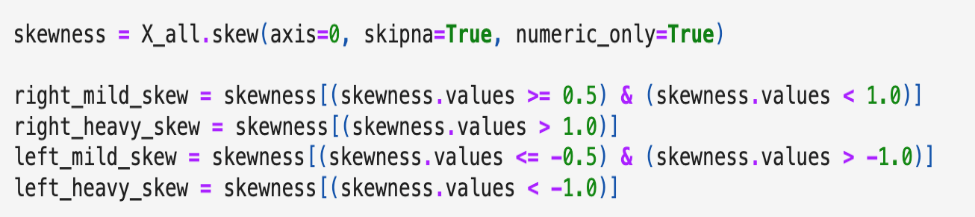 skewness = X_all.skew(axis=0, skipna=True, numeric_only=True)

right_mild_skew = skewness[(skewness.values >= 0.5) & (skewness.values < 1.0)]
right_heavy_skew = skewness[(skewness.values > 1.0)]
left_mild_skew = skewness[(skewness.values <= -0.5) & (skewness.values > -1.0)]
left_heavy_skew = skewness[(skewness.values < -1.0)]